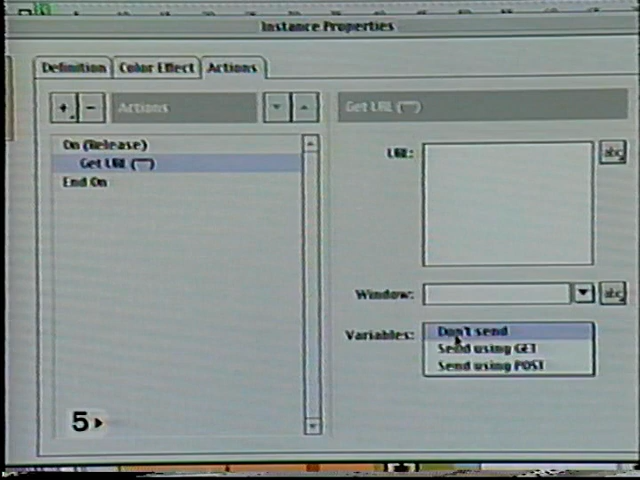 Instance Properties
Definition
Color Effect
Actions
+
-
Actions
Get URL ("")
On (Release)
Get URL ("")
End On
URL:
abc
Window:
abc
Variables:
Don't send
Send using GET
Send using POST
5